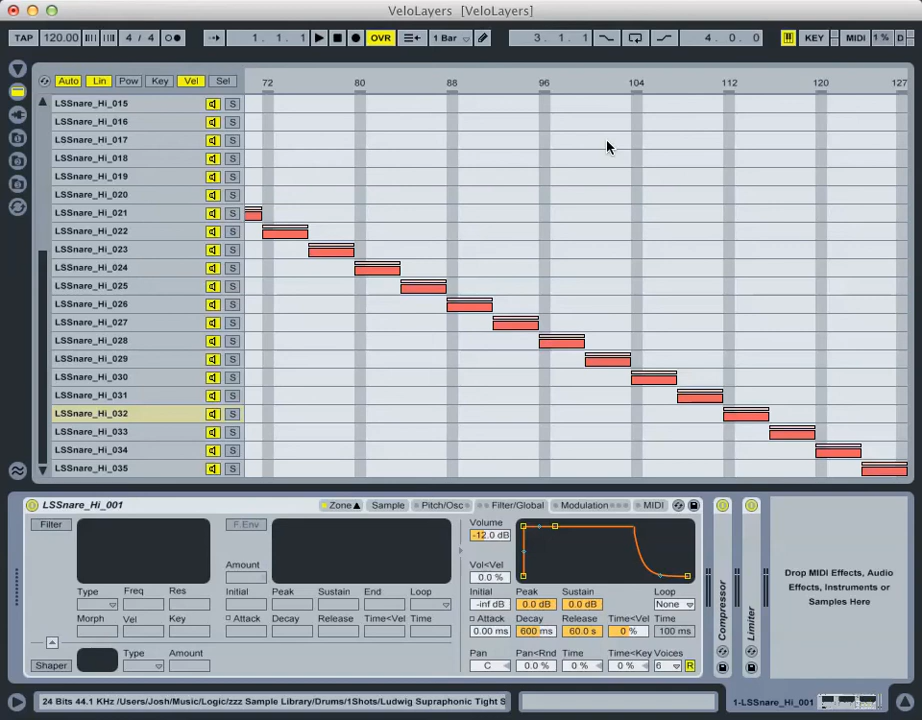 VeloLayers [VeloLayers]
TAP 120.00 4 / 4 1. 1. 1 OVR 1 Bar 3. 1. 1 4. 0. 0 KEY MIDI 1 % D
Auto Lin Pow Key Vel Sel 72 80 88 96 104 112 120 127
LSSnare_Hi_015 S
LSSnare_Hi_016 S
LSSnare_Hi_017 S
LSSnare_Hi_018 S
LSSnare_Hi_019 S
LSSnare_Hi_020 S
LSSnare_Hi_021 S
LSSnare_Hi_022 S
LSSnare_Hi_023 S
LSSnare_Hi_024 S
LSSnare_Hi_025 S
LSSnare_Hi_026 S
LSSnare_Hi_027 S
LSSnare_Hi_028 S
LSSnare_Hi_029 S
LSSnare_Hi_030 S
LSSnare_Hi_031 S
LSSnare_Hi_032 S
LSSnare_Hi_033 S
LSSnare_Hi_034 S
LSSnare_Hi_035 S
LSSnare_Hi_001 Zone Sample Pitch/Osc Filter/Global Modulation MIDI
Filter F.Env Volume
-12.0 dB
Amount Vol<Vel
0.0 %
Type Freq Res Initial Peak Sustain End Loop Initial Peak Sustain Loop
-inf dB 0.0 dB 0.0 dB None
Morph Vel Key Attack Decay Release Time<Vel Time Attack Decay Release Time<Vel Time
0.00 ms 600 ms 60.0 s 0 % 100 ms
Shaper Type Amount Pan Pan<Rnd Time Time<Key Voices
C 0.0 % 0 % 0 % 6 R
Compressor
Limiter
Drop MIDI Effects, Audio
Effects, Instruments or
Samples Here
24 Bits 44.1 KHz /Users/Josh/Music/Logic/zzz Sample Library/Drums/1Shots/Ludwig Supraphonic Tight S
1-LSSnare_Hi_001